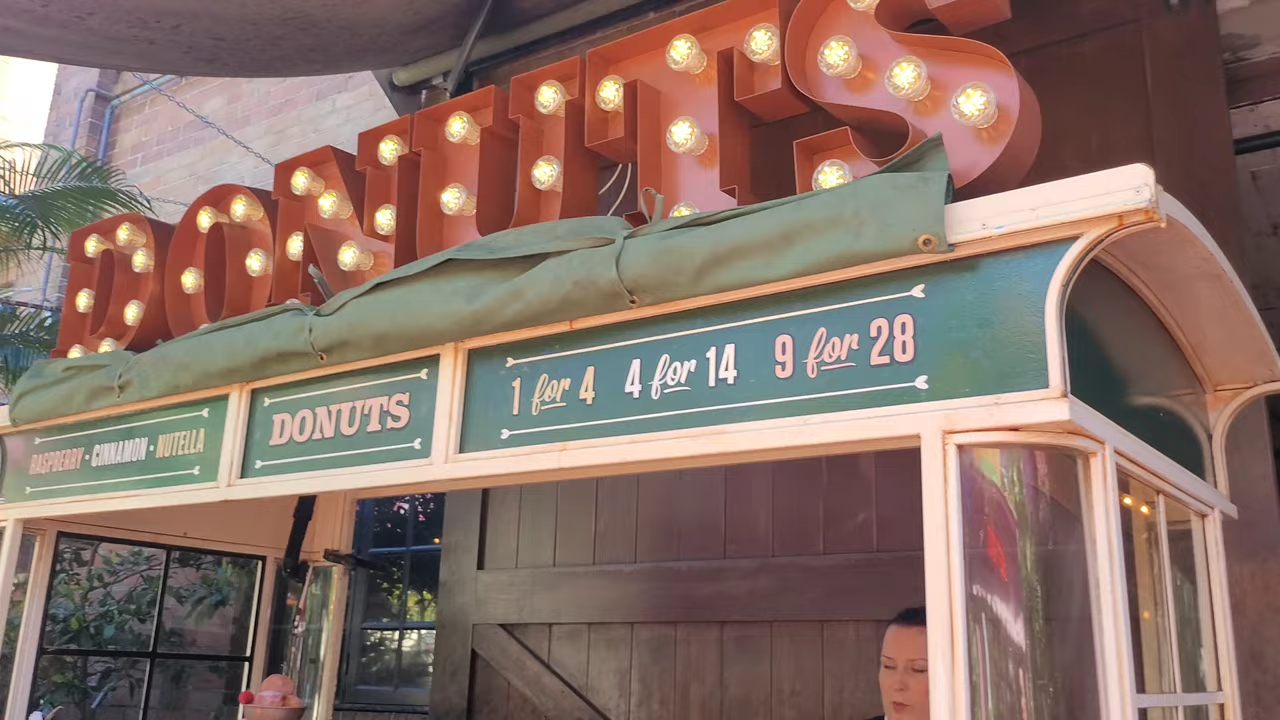 DONUTS
RASPBERRY • CINNAMON • NUTELLA
DONUTS
1 for 4 4 for 14 9 for 28